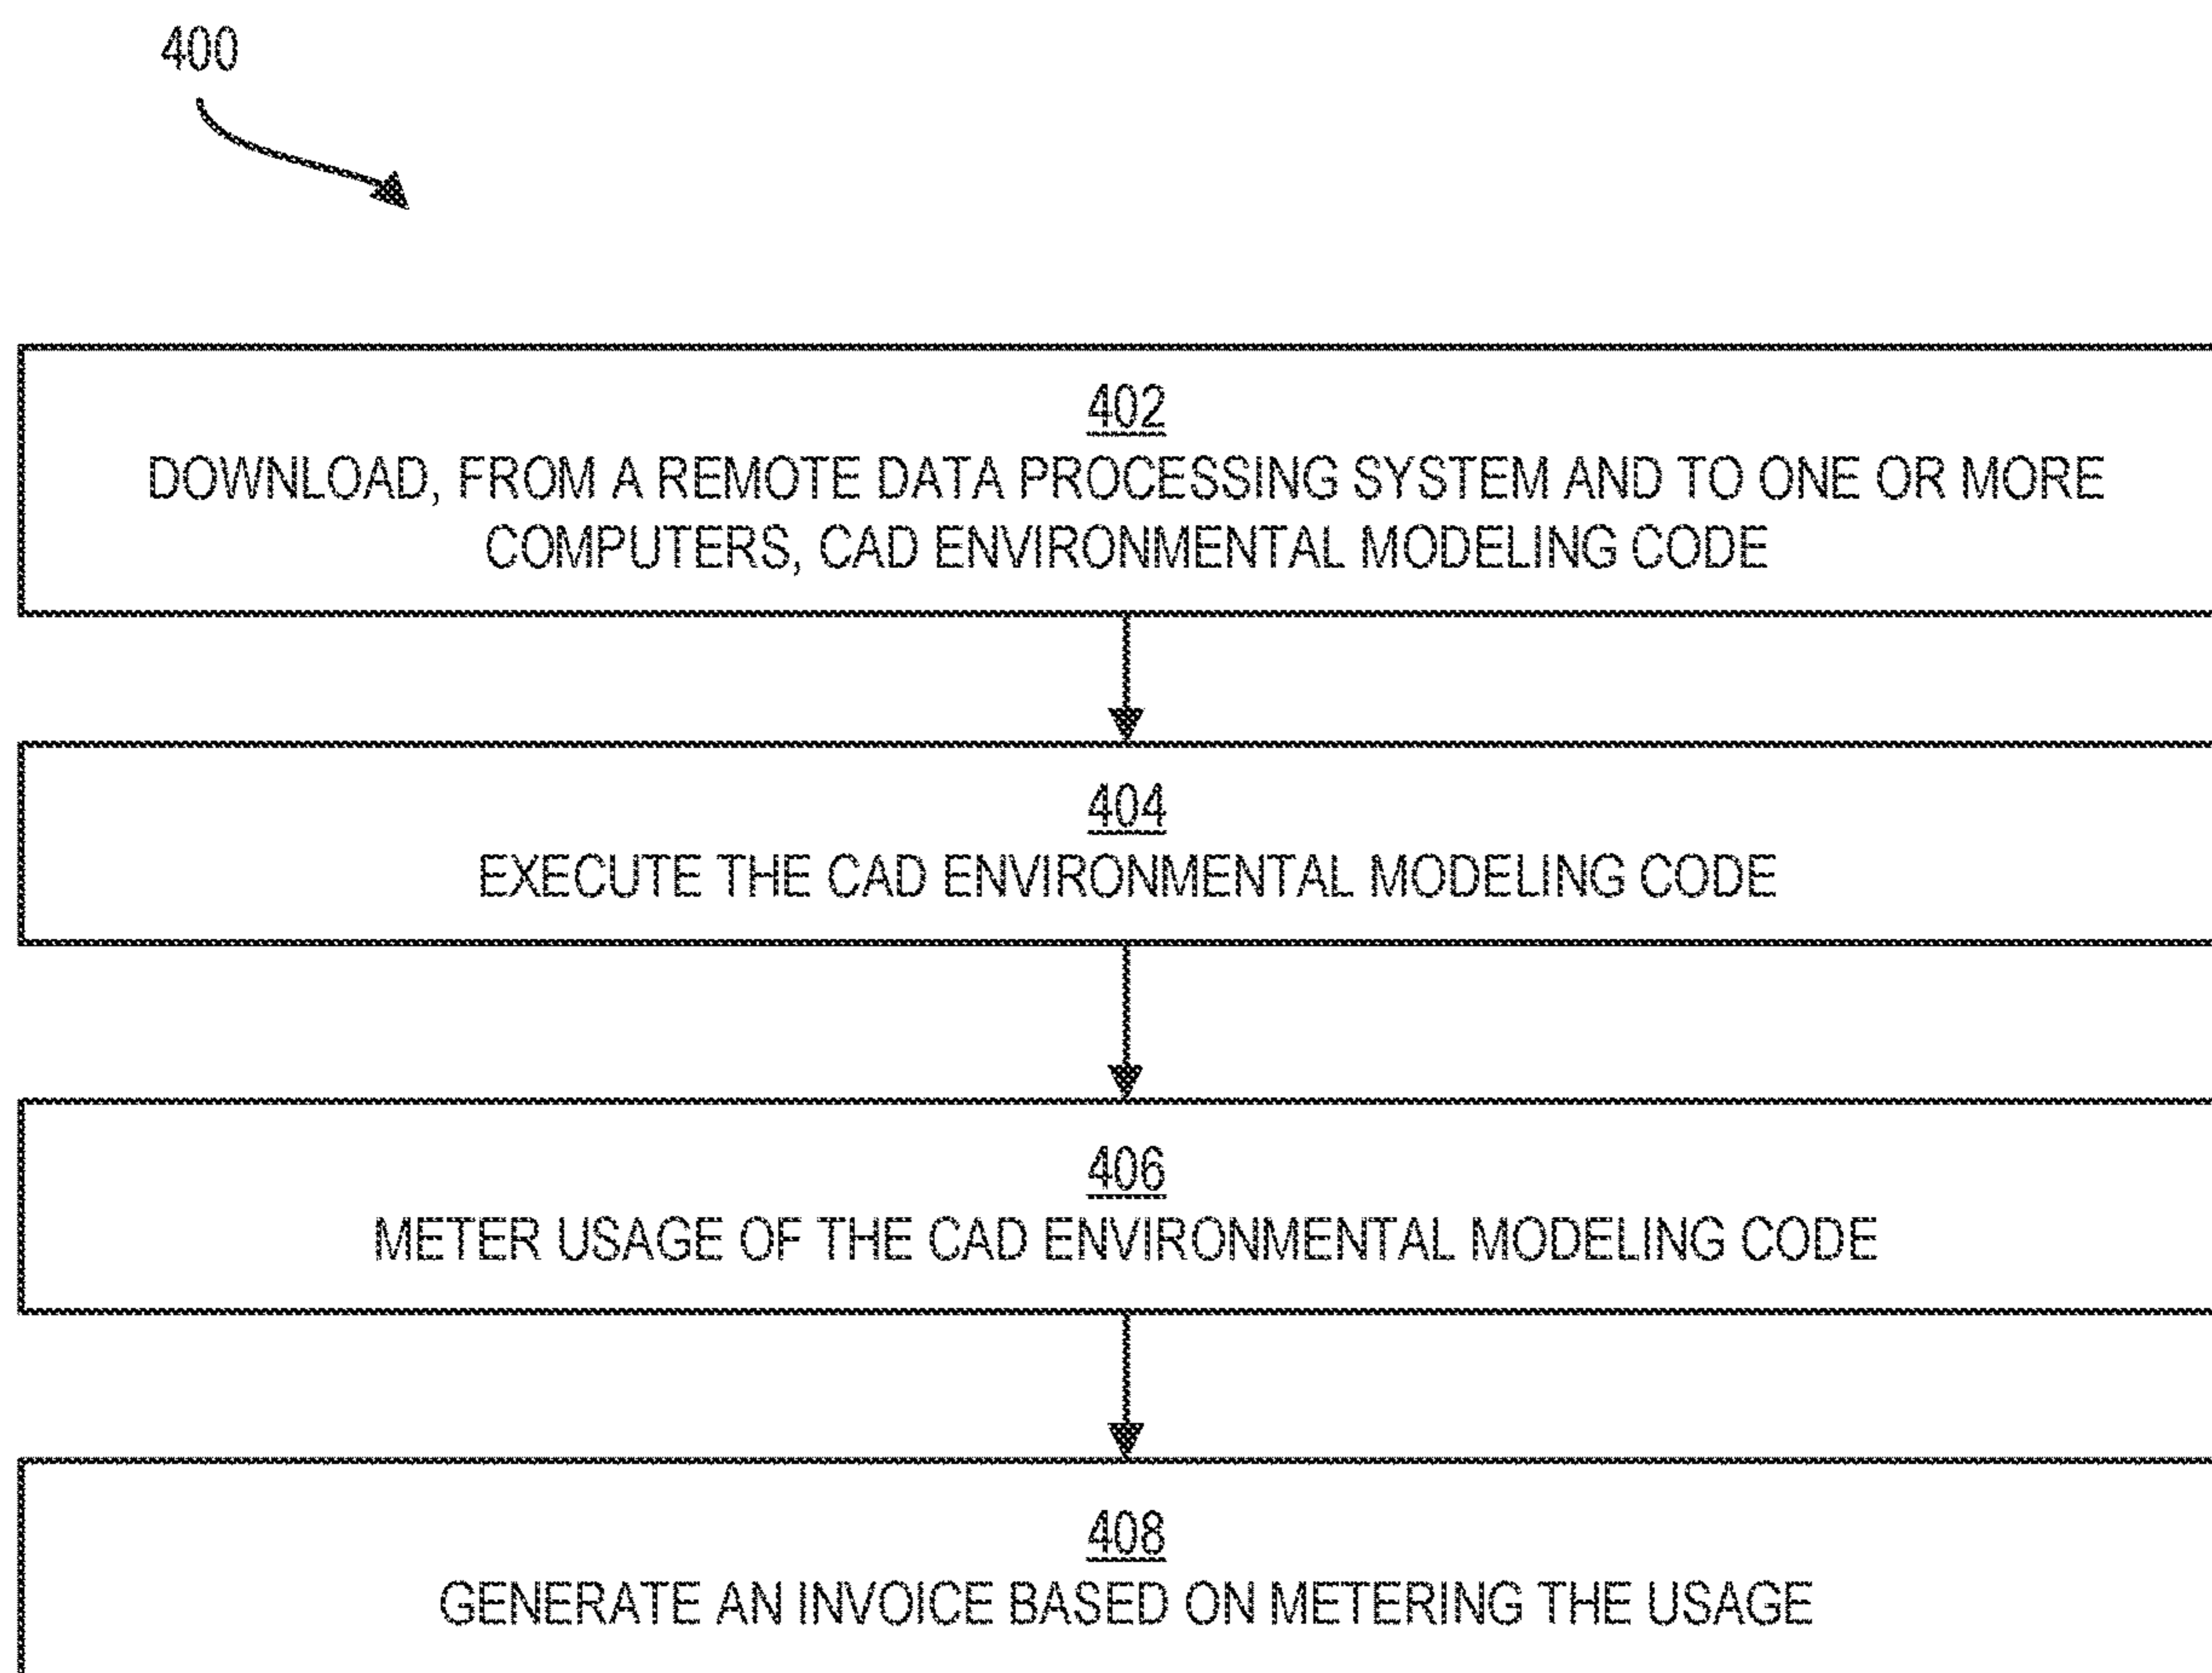 400
402
DOWNLOAD, FROM A REMOTE DATA PROCESSING SYSTEM AND TO ONE OR MORE
COMPUTERS, CAD ENVIRONMENTAL MODELING CODE
404
EXECUTE THE CAD ENVIRONMENTAL MODELING CODE
406
METER USAGE OF THE CAD ENVIRONMENTAL MODELING CODE
408
GENERATE AN INVOICE BASED ON METERING THE USAGE